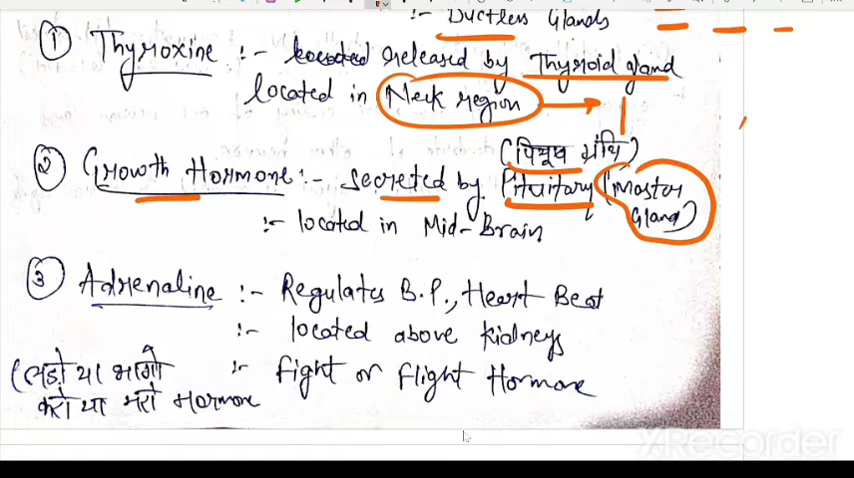 :- Ductless Glands
① Thyroxine :- located released by Thyroid gland
located in Neck region
(पियूष ग्रंथि)
② Growth Hormone :- secreted by Pituitary (Master Gland)
:- located in Mid-Brain
③ Adrenaline :- Regulates B.P., Heart Beat
:- located above kidneys
(लड़ो या भागो :- fight or flight Hormone
करो या मरो Hormone
XRecorder